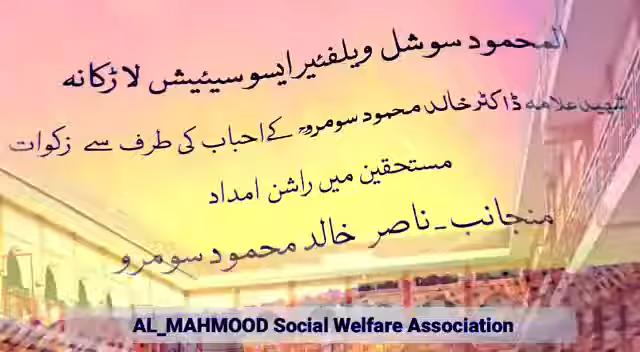 المحمود سوشل ویلفئیر ایسوسیئیشن لاڑکانہ
شہید علامہ ڈاکٹر خالد محمود سومروؒ کے احباب کی طرف سے زکوات
مستحقین میں راشن امداد
منجانب۔ناصر خالد محمود سومرو
AL_MAHMOOD Social Welfare Association